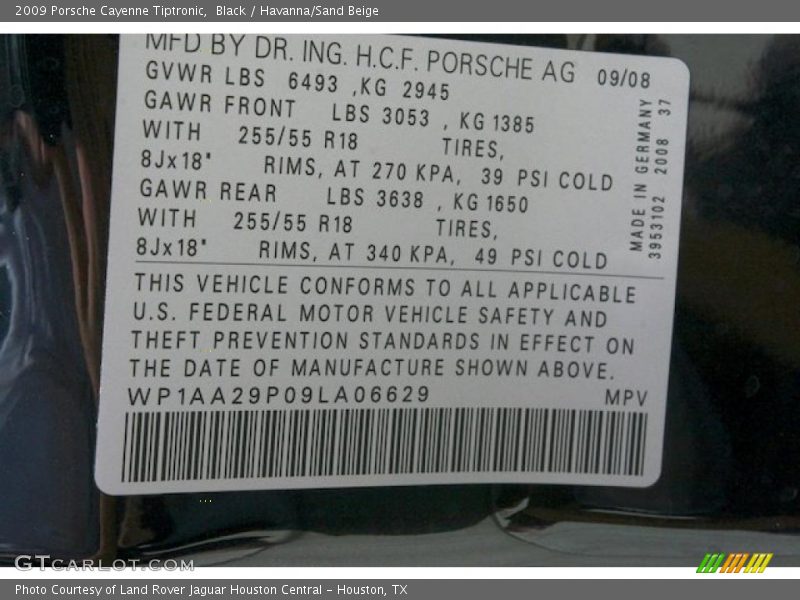 2009 Porsche Cayenne Tiptronic,  Black / Havanna/Sand Beige
MFD BY DR. ING. H.C.F. PORSCHE AG 09/08
GVWR LBS 6493 ,KG 2945
GAWR FRONT LBS 3053 , KG 1385
WITH 255/55 R18 TIRES,
8Jx18" RIMS, AT 270 KPA, 39 PSI COLD
GAWR REAR LBS 3638 , KG 1650
WITH 255/55 R18 TIRES,
8Jx18" RIMS, AT 340 KPA, 49 PSI COLD
MADE IN GERMANY
3953102 2008 37
THIS VEHICLE CONFORMS TO ALL APPLICABLE
U.S. FEDERAL MOTOR VEHICLE SAFETY AND
THEFT PREVENTION STANDARDS IN EFFECT ON
THE DATE OF MANUFACTURE SHOWN ABOVE.
WP1AA29P09LA06629 MPV
GTCARLOT.COM
Photo Courtesy of Land Rover Jaguar Houston Central - Houston, TX